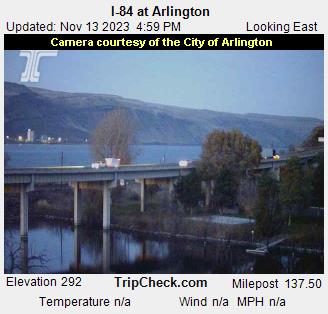 I-84 at Arlington
Updated: Nov 13 2023 4:59 PM Looking East
Camera courtesy of the City of Arlington
Elevation 292 TripCheck.com Milepost 137.50
Temperature n/a Wind n/a MPH n/a